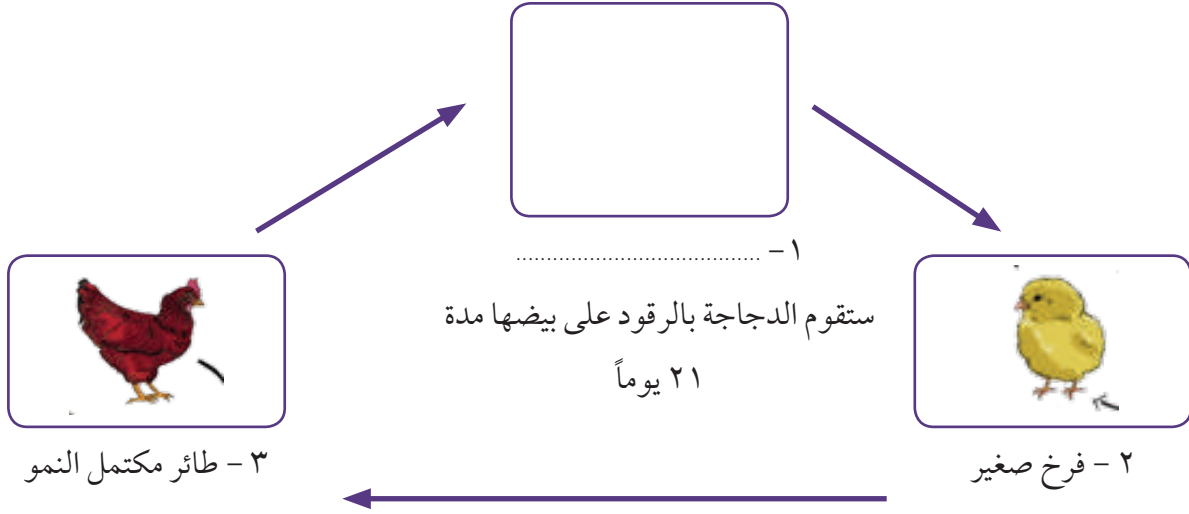 ١- ........................................
ستقوم الدجاجة بالرقود على بيضها مدة
٢١ يوماً
٢ - فرخ صغير
٣ - طائر مكتمل النمو